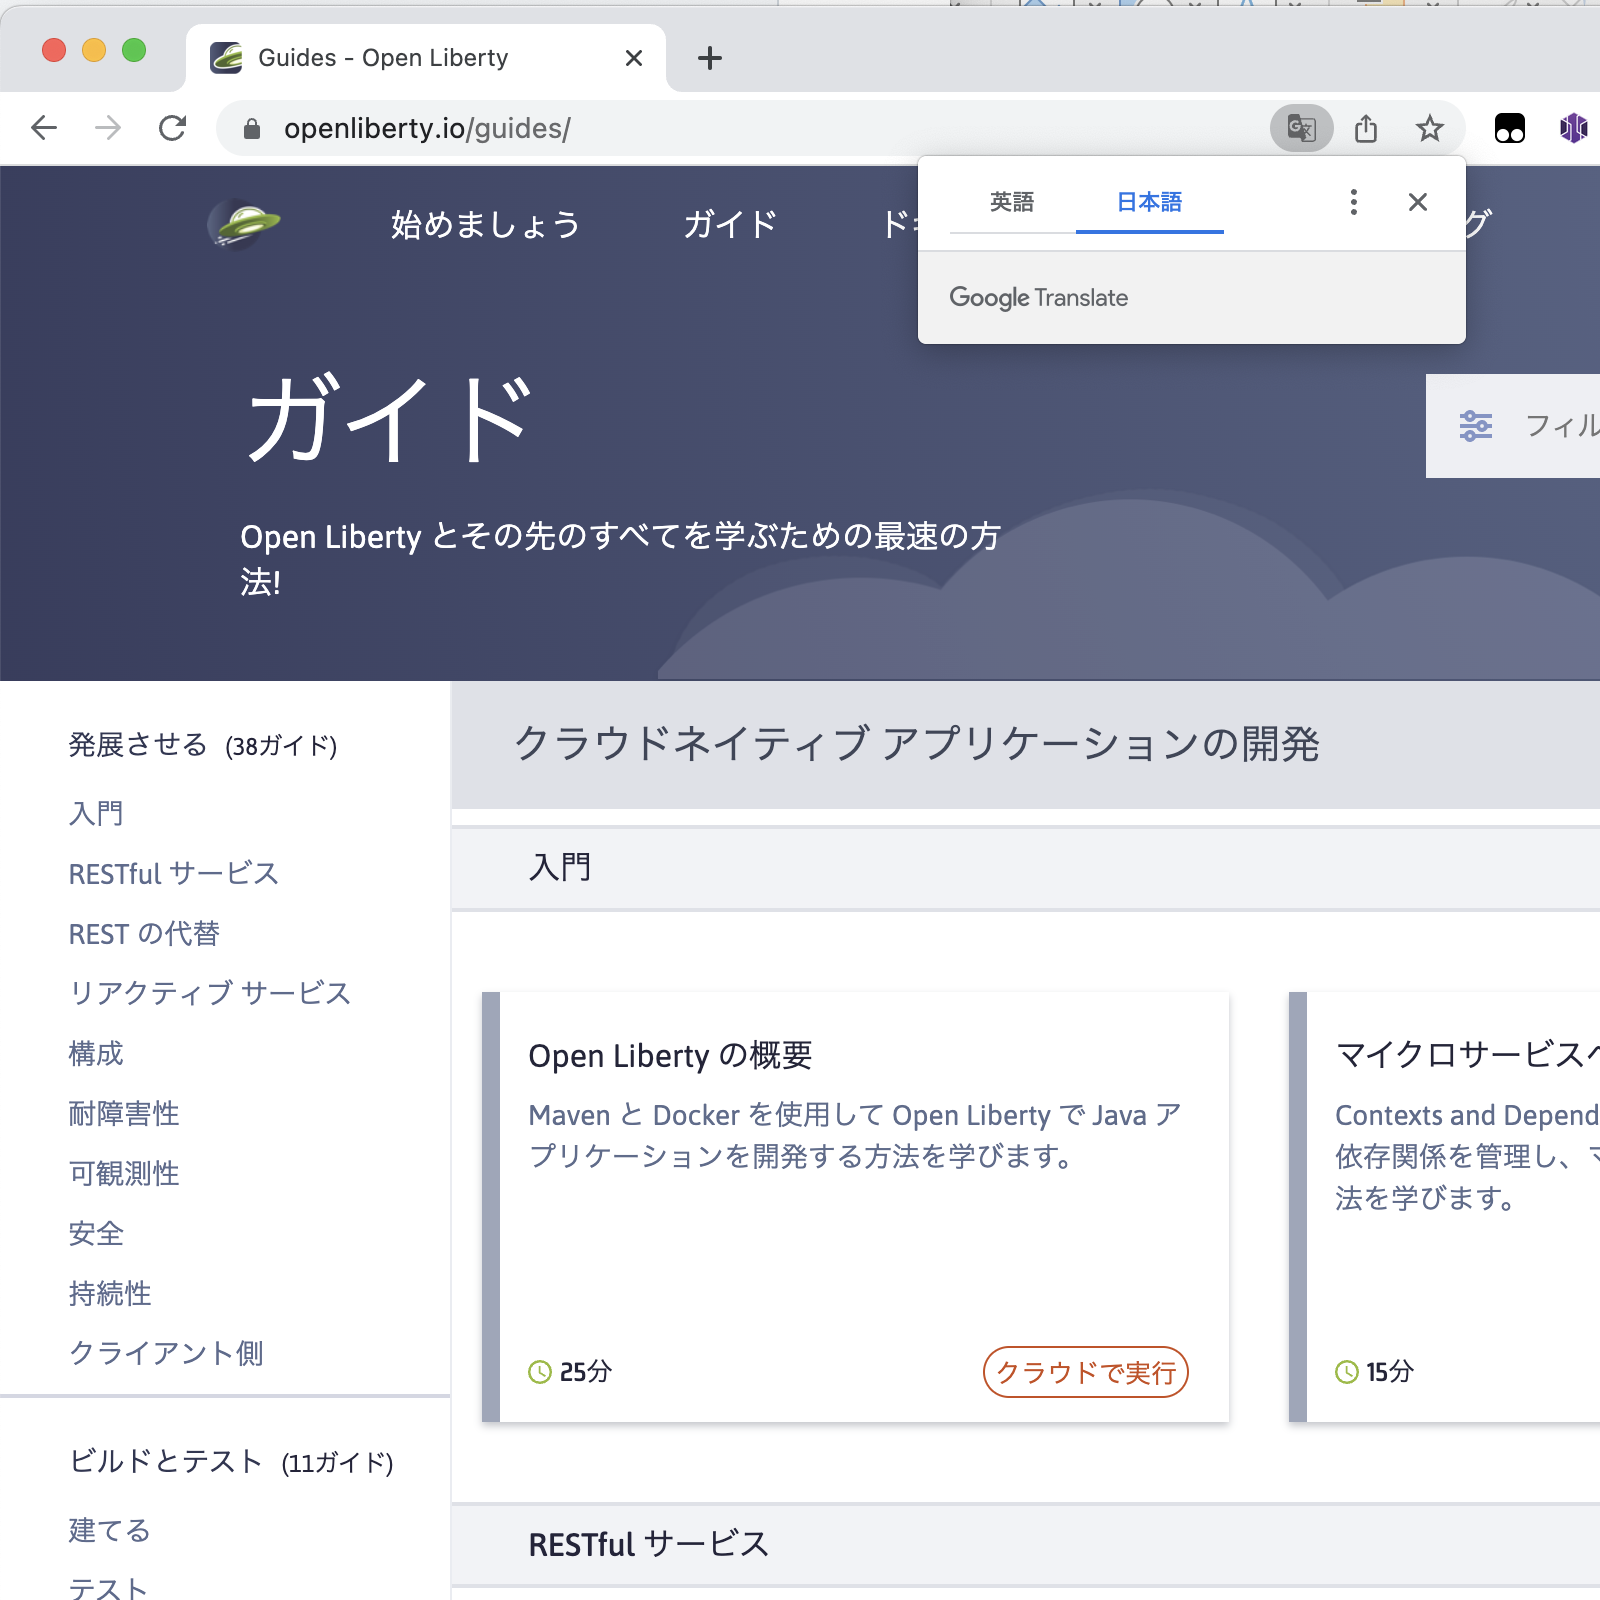 Guides - Open Liberty
openliberty.io/guides/
英語 日本語
Google Translate
始めましょう ガイド
ガイド
フィル
Open Liberty とその先のすべてを学ぶための最速の方
法!
発展させる (38ガイド)
入門
RESTful サービス
REST の代替
リアクティブ サービス
構成
耐障害性
可観測性
安全
持続性
クライアント側
ビルドとテスト (11ガイド)
建てる
テスト
クラウドネイティブ アプリケーションの開発
入門
Open Liberty の概要
Maven と Docker を使用して Open Liberty で Java ア
プリケーションを開発する方法を学びます。
25分
クラウドで実行
マイクロサービスへ
Contexts and Depend
依存関係を管理し、マ
法を学びます。
15分
RESTful サービス